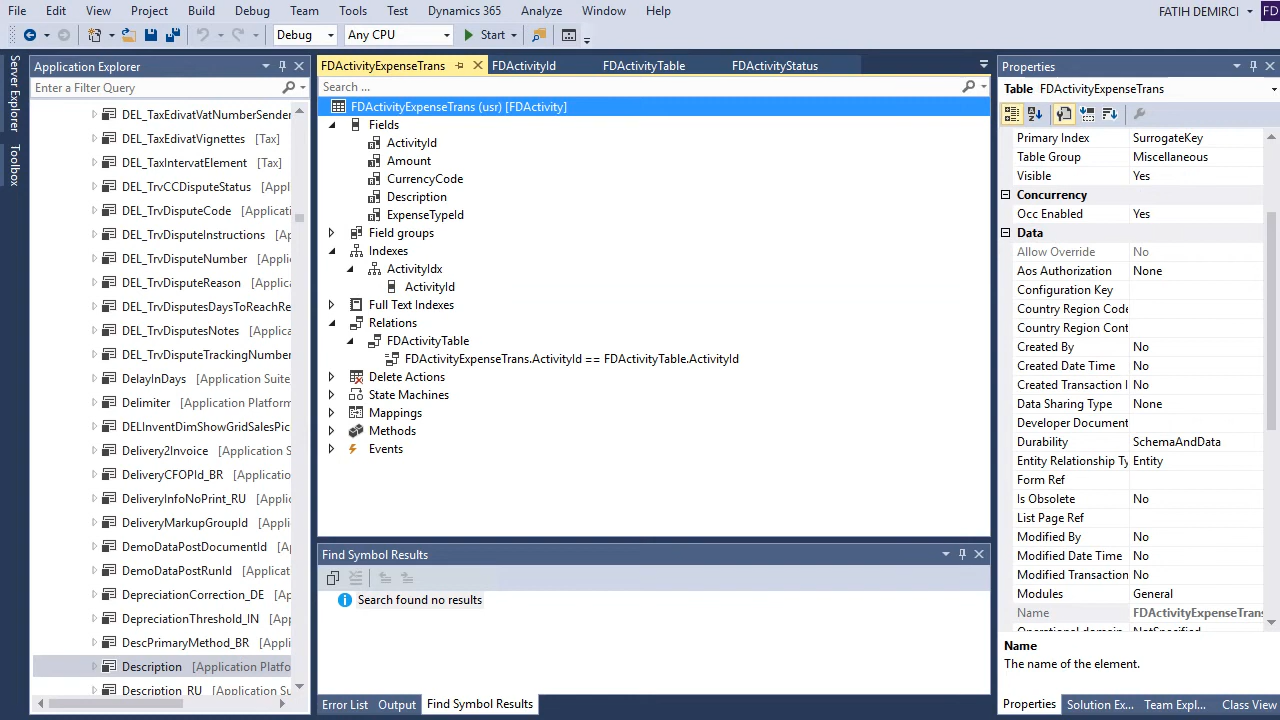 File Edit View Project Build Debug Team Tools Test Dynamics 365 Analyze Window Help FATIH DEMIRCI FD
Debug Any CPU Start
Server Explorer
Toolbox
Application Explorer
Enter a Filter Query
DEL_TaxEdivatVatNumberSender
DEL_TaxEdivatVignettes [Tax]
DEL_TaxIntervatElement [Tax]
DEL_TrvCCDisputeStatus [Appl
DEL_TrvDisputeCode [Applicati
DEL_TrvDisputeInstructions [A
DEL_TrvDisputeNumber [Appli
DEL_TrvDisputeReason [Applic
DEL_TrvDisputesDaysToReachRe
DEL_TrvDisputesNotes [Applic
DEL_TrvDisputeTrackingNumber
DelayInDays [Application Suite
Delimiter [Application Platform
DELInventDimShowGridSalesPic
Delivery2Invoice [Application S
DeliveryCFOPId_BR [Applicatio
DeliveryInfoNoPrint_RU [Applic
DeliveryMarkupGroupId [Appli
DemoDataPostDocumentId [Ap
DemoDataPostRunId [Applicat
DepreciationCorrection_DE [Ap
DepreciationThreshold_IN [App
DescPrimaryMethod_BR [Applic
Description [Application Platfo
Description_RU [Application Su
FDActivityExpenseTrans FDActivityId FDActivityTable FDActivityStatus
Search ...
FDActivityExpenseTrans (usr) [FDActivity]
Fields
ActivityId
Amount
CurrencyCode
Description
ExpenseTypeId
Field groups
Indexes
ActivityIdx
ActivityId
Full Text Indexes
Relations
FDActivityTable
FDActivityExpenseTrans.ActivityId == FDActivityTable.ActivityId
Delete Actions
State Machines
Mappings
Methods
Events
Find Symbol Results
Search found no results
Error List Output Find Symbol Results
Properties
Table FDActivityExpenseTrans
Primary Index SurrogateKey
Table Group Miscellaneous
Visible Yes
Concurrency
Occ Enabled Yes
Data
Allow Override No
Aos Authorization None
Configuration Key
Country Region Code
Country Region Cont
Created By No
Created Date Time No
Created Transaction I No
Data Sharing Type None
Developer Document
Durability SchemaAndData
Entity Relationship Ty Entity
Form Ref
Is Obsolete No
List Page Ref
Modified By No
Modified Date Time No
Modified Transaction No
Modules General
Name FDActivityExpenseTrans
Operational domain NotSpecified
Name
The name of the element.
Properties Solution Ex... Team Expl... Class View